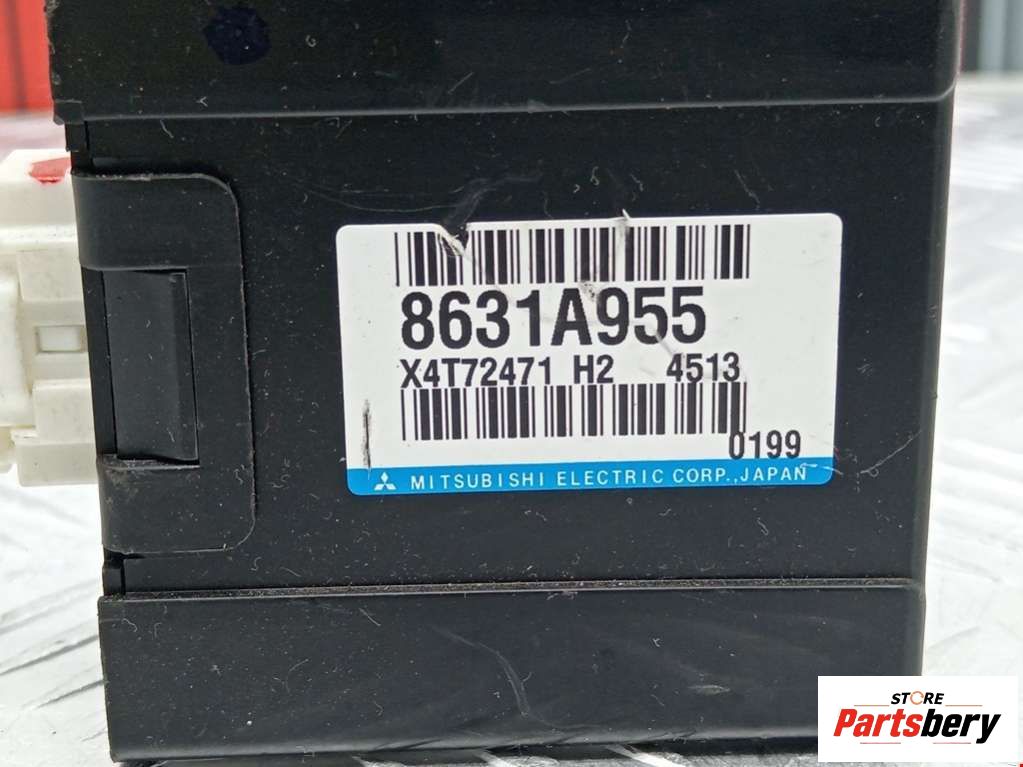 8631A955
X4T72471 H2 4513
0199
MITSUBISHI ELECTRIC CORP., JAPAN
STORE
Partsbery